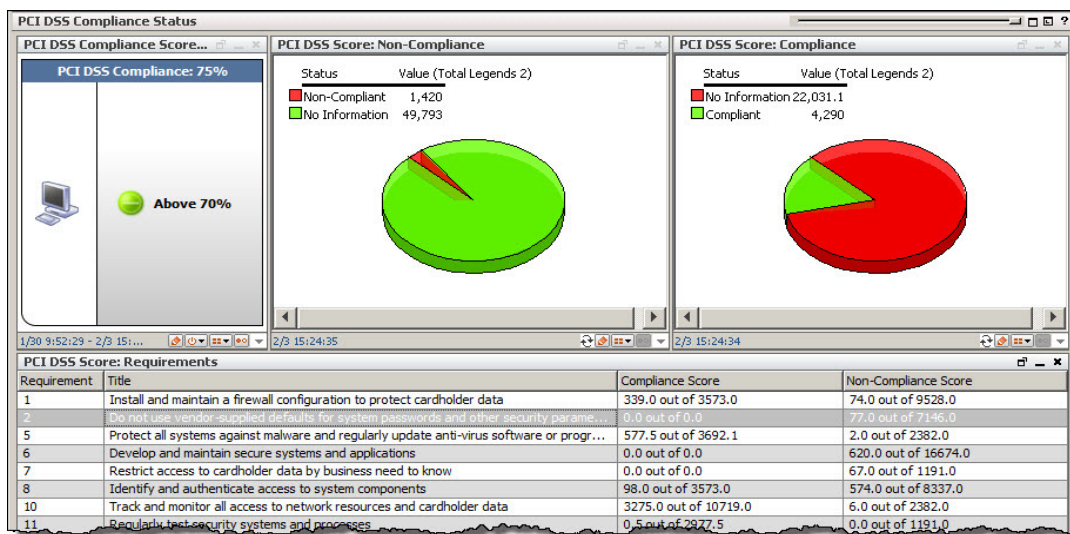 PCI DSS Compliance Status
?
PCI DSS Compliance Score...
PCI DSS Compliance: 75%
Above 70%
1/30 9:52:29 - 2/3 15:...
PCI DSS Score: Non-Compliance
Status Value (Total Legends 2)
Non-Compliant 1,420
No Information 49,793
2/3 15:24:35
PCI DSS Score: Compliance
Status Value (Total Legends 2)
No Information 22,031.1
Compliant 4,290
2/3 15:24:34
PCI DSS Score: Requirements
Requirement Title Compliance Score Non-Compliance Score
1 Install and maintain a firewall configuration to protect cardholder data 339.0 out of 3573.0 74.0 out of 9528.0
2 Do not use vendor-supplied defaults for system passwords and other security parame... 0.0 out of 0.0 77.0 out of 7146.0
5 Protect all systems against malware and regularly update anti-virus software or progr... 577.5 out of 3692.1 2.0 out of 2382.0
6 Develop and maintain secure systems and applications 0.0 out of 0.0 620.0 out of 16674.0
7 Restrict access to cardholder data by business need to know 0.0 out of 0.0 67.0 out of 1191.0
8 Identify and authenticate access to system components 98.0 out of 3573.0 574.0 out of 8337.0
10 Track and monitor all access to network resources and cardholder data 3275.0 out of 10719.0 6.0 out of 2382.0
11 Regularly test security systems and processes 0.5 out of 2977.5 0.0 out of 1191.0